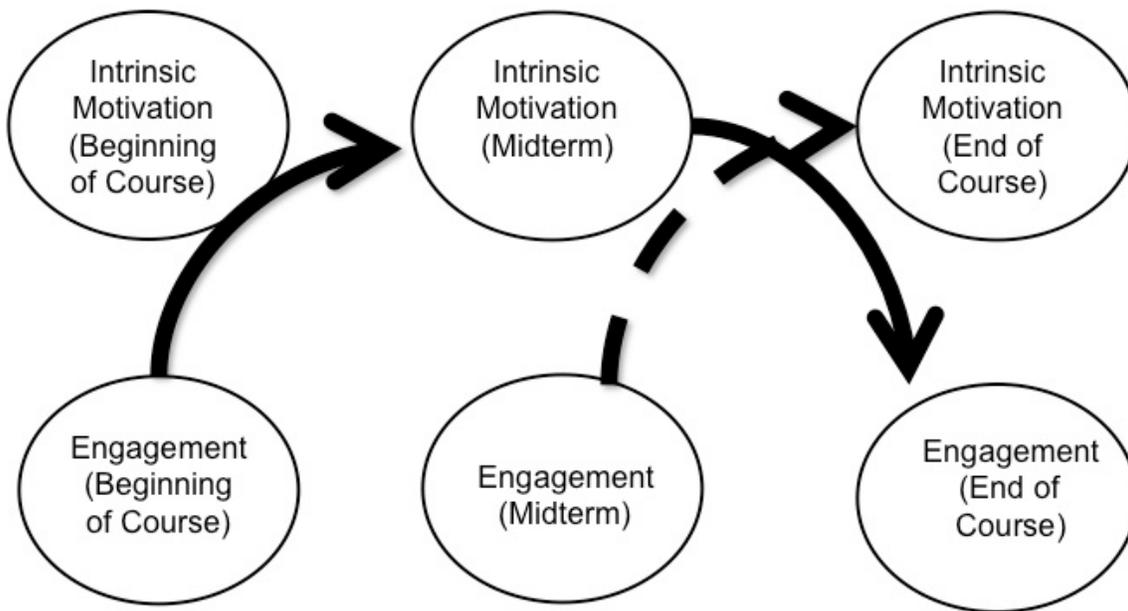 Intrinsic
Motivation
(Beginning
of Course)
Intrinsic
Motivation
(Midterm)
Intrinsic
Motivation
(End of
Course)
Engagement
(Beginning
of Course)
Engagement
(Midterm)
Engagement
(End of
Course)